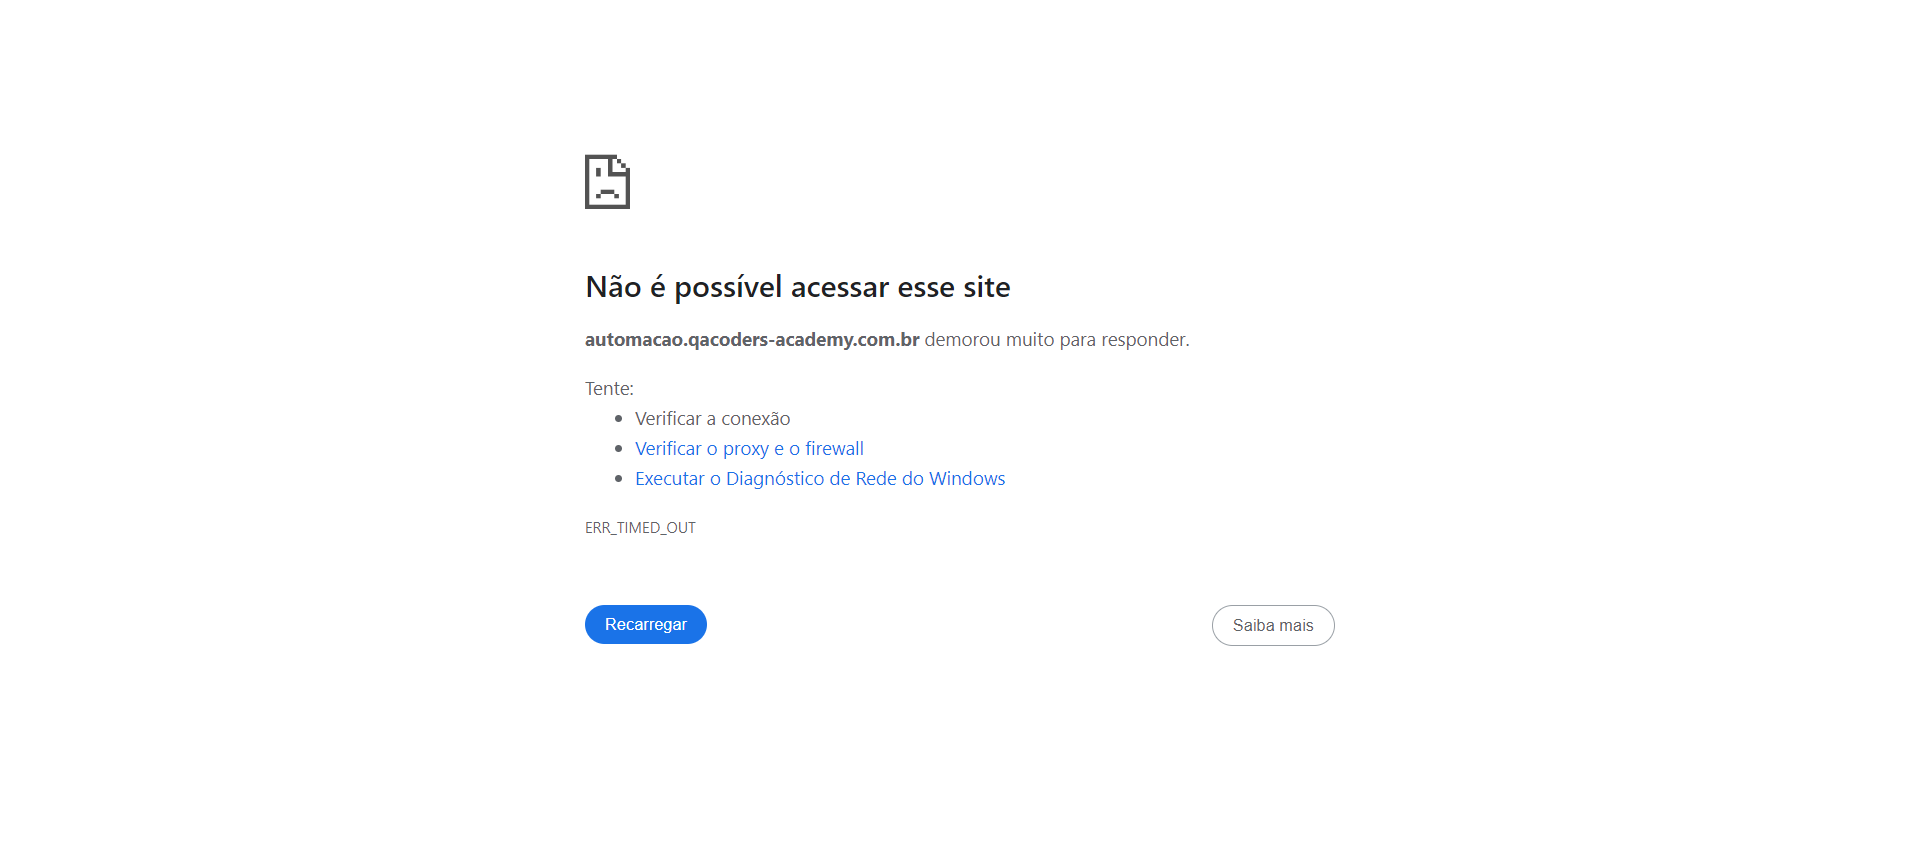 Não é possível acessar esse site
automacao.qacoders-academy.com.br demorou muito para responder.
Tente:
Verificar a conexão
Verificar o proxy e o firewall
Executar o Diagnóstico de Rede do Windows
ERR_TIMED_OUT
Recarregar
Saiba mais